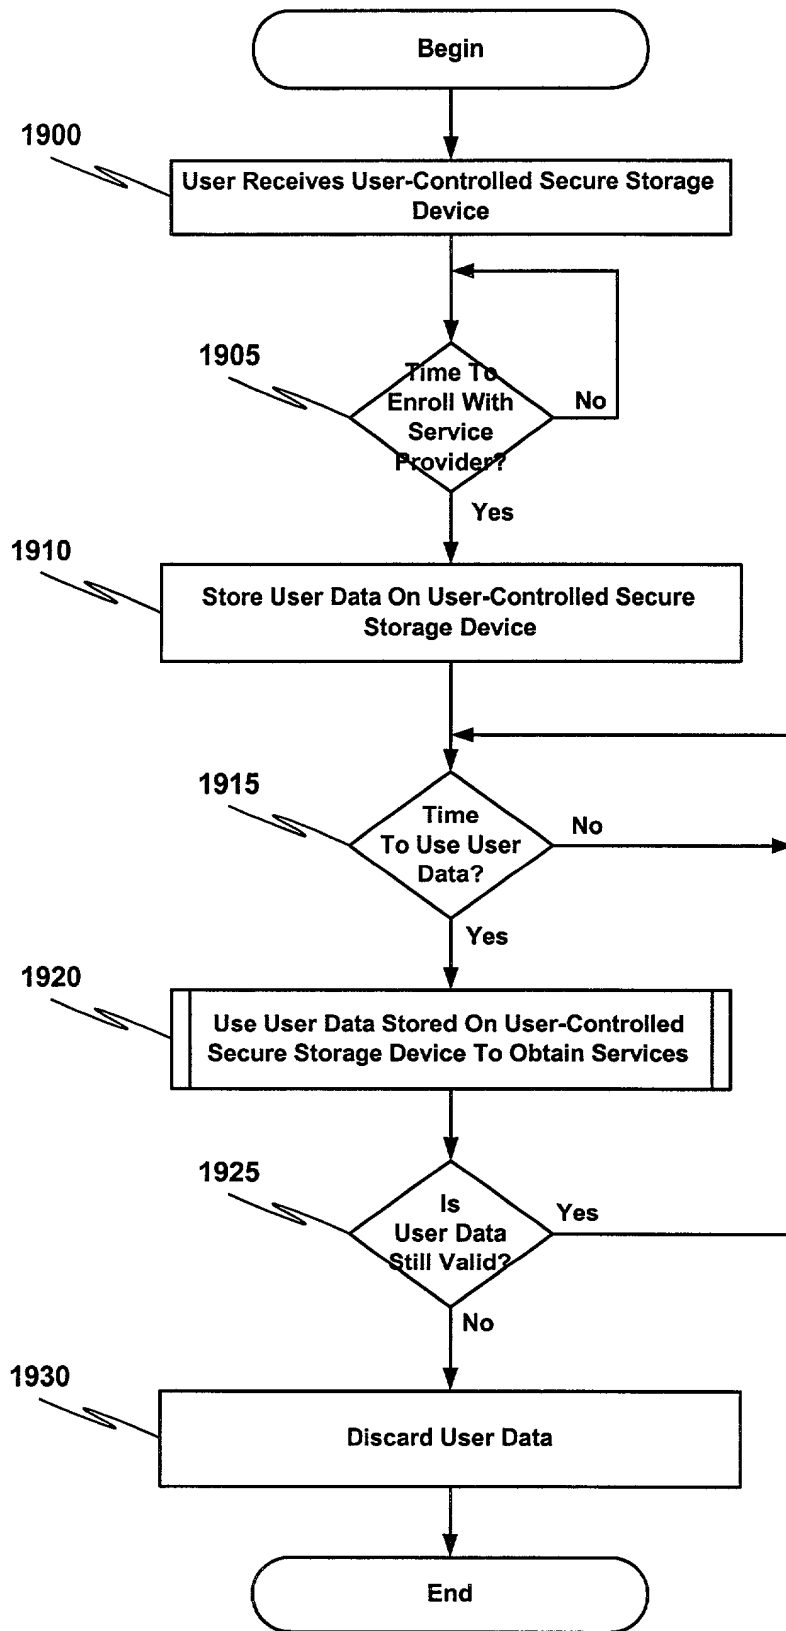 Begin
1900
User Receives User-Controlled Secure Storage
Device
1905
Time To
Enroll With
Service
Provider?
No
Yes
1910
Store User Data On User-Controlled Secure
Storage Device
1915
Time
To Use User
Data?
No
Yes
1920
Use User Data Stored On User-Controlled
Secure Storage Device To Obtain Services
1925
Is
User Data
Still Valid?
Yes
No
1930
Discard User Data
End